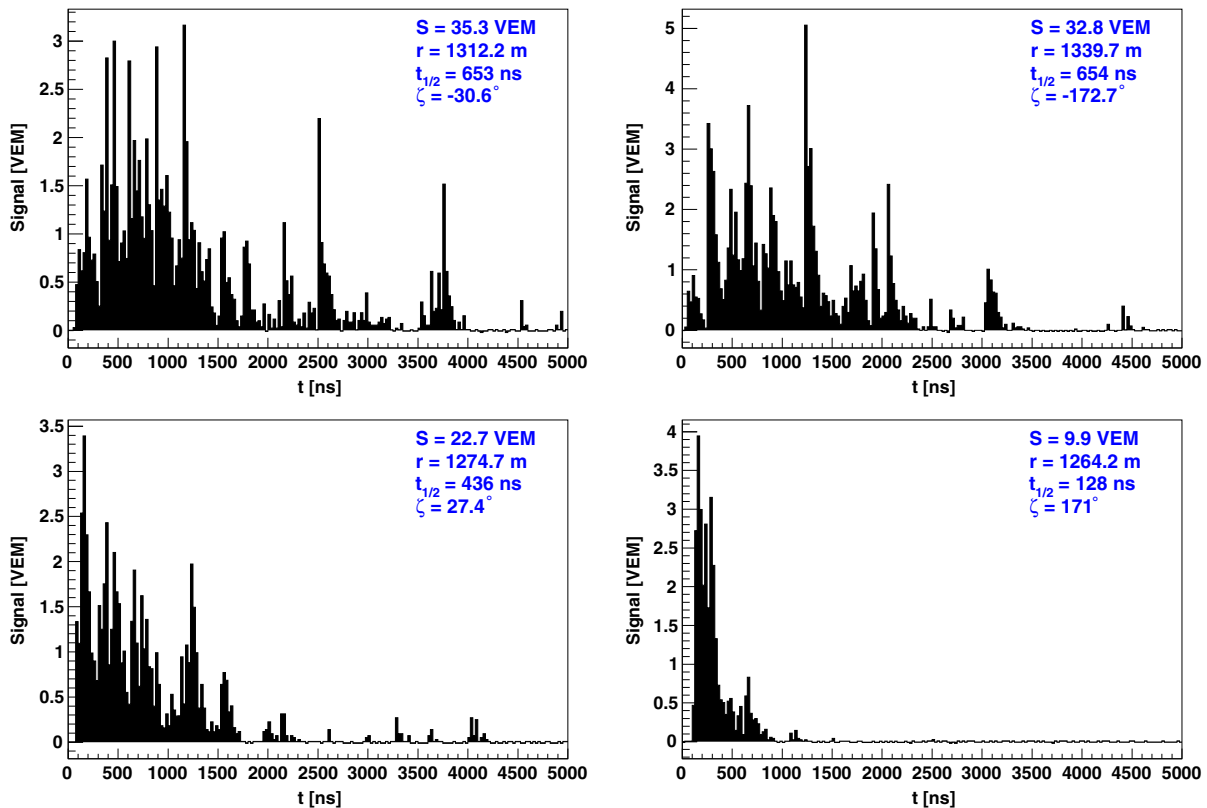 S = 35.3 VEM
r = 1312.2 m
t1/2 = 653 ns
ζ = -30.6°
Signal [VEM]
3
2.5
2
1.5
1
0.5
0
0 500 1000 1500 2000 2500 3000 3500 4000 4500 5000
t [ns]
S = 32.8 VEM
r = 1339.7 m
t1/2 = 654 ns
ζ = -172.7°
Signal [VEM]
5
4
3
2
1
0
0 500 1000 1500 2000 2500 3000 3500 4000 4500 5000
t [ns]
S = 22.7 VEM
r = 1274.7 m
t1/2 = 436 ns
ζ = 27.4°
Signal [VEM]
3.5
3
2.5
2
1.5
1
0.5
0
0 500 1000 1500 2000 2500 3000 3500 4000 4500 5000
t [ns]
S = 9.9 VEM
r = 1264.2 m
t1/2 = 128 ns
ζ = 171°
Signal [VEM]
4
3.5
3
2.5
2
1.5
1
0.5
0
0 500 1000 1500 2000 2500 3000 3500 4000 4500 5000
t [ns]